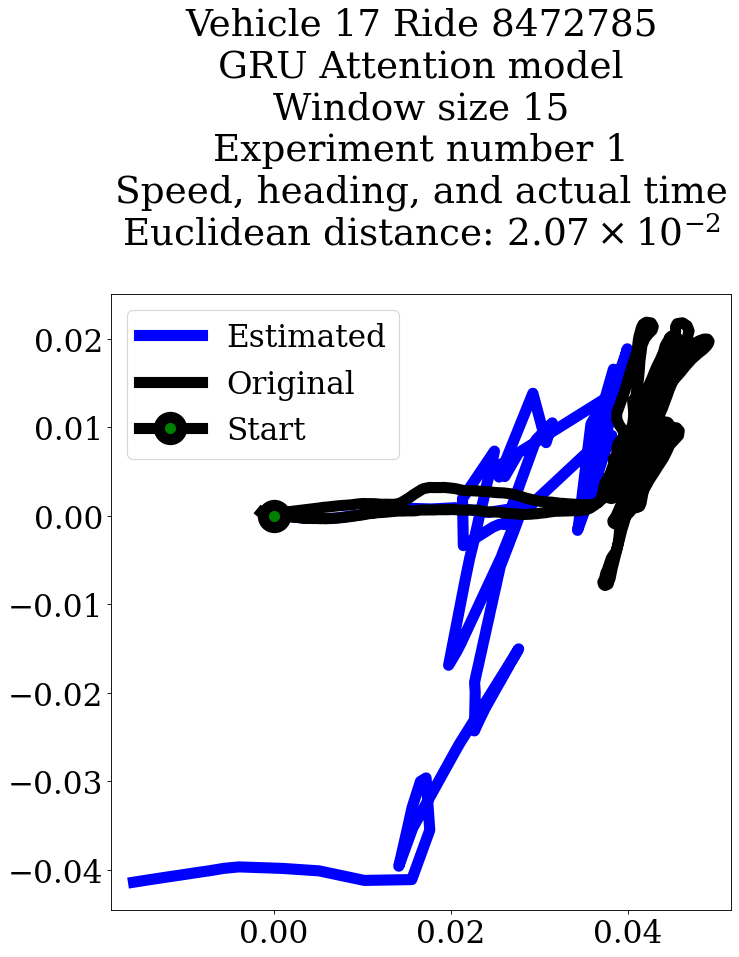 Vehicle 17 Ride 8472785
GRU Attention model
Window size 15
Experiment number 1
Speed, heading, and actual time
Euclidean distance: 2.07 × 10⁻²
Estimated
Original
Start
0.02
0.01
0.00
−0.01
−0.02
−0.03
−0.04
0.00 0.02 0.04